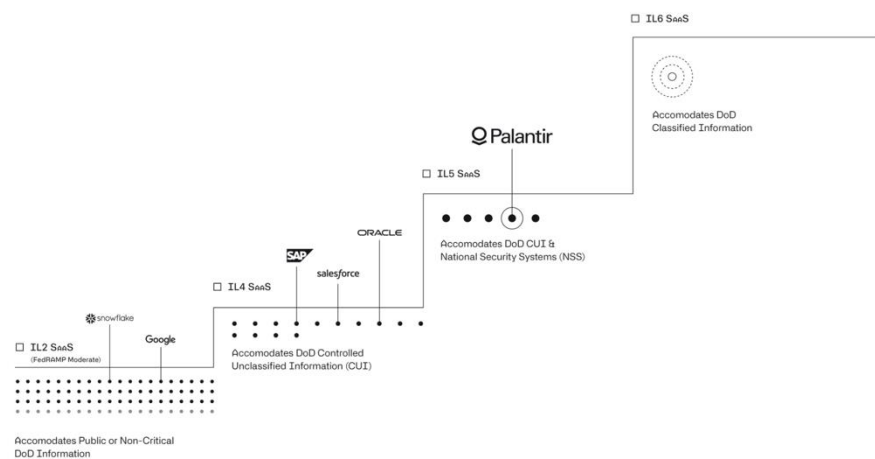 IL6 SaaS
Accomodates DoD
Classified Information
Palantir
IL5 SaaS
Accomodates DoD CUI &
National Security Systems (NSS)
ORACLE
SAP
salesforce
IL4 SaaS
Accomodates DoD Controlled
Unclassified Information (CUI)
snowflake
Google
IL2 SaaS
(FedRAMP Moderate)
Accomodates Public or Non-Critical
DoD Information